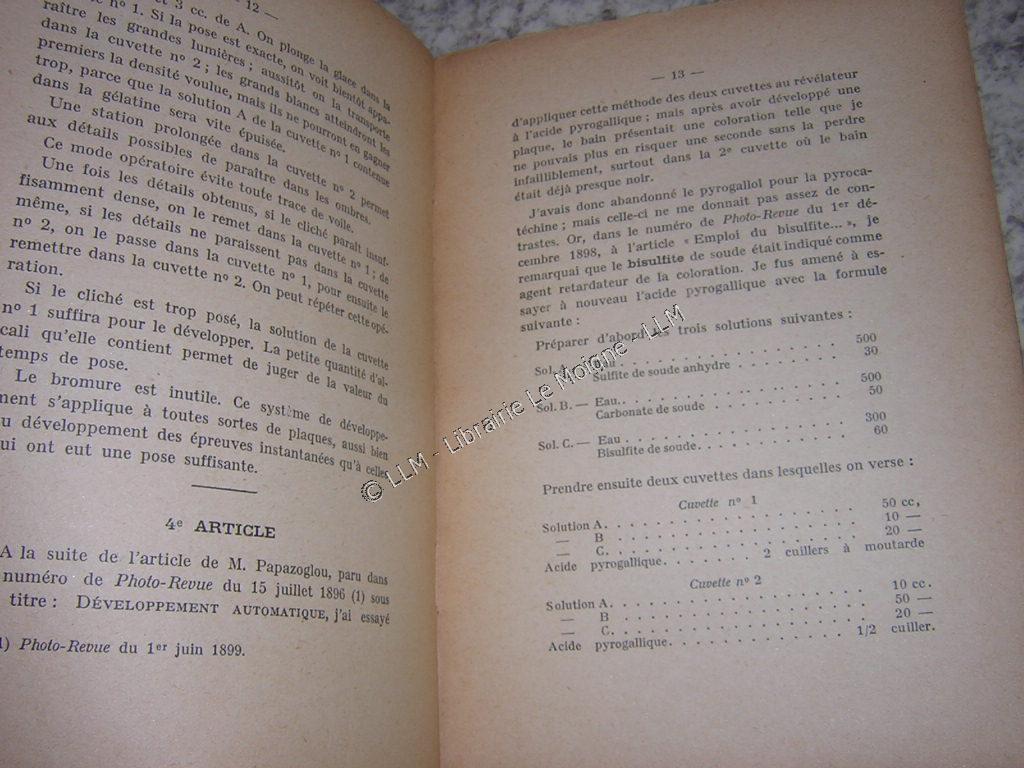 — 12 —
et 3 cc. de A. On plonge la glace dans la
nº 1. Si la pose est exacte, on voit bientôt appa-
raître les grandes lumières ; aussitôt on la transporte
dans la cuvette nº 2 ; les grands blancs atteindront les
premiers la densité voulue, mais ils ne pourront en gagner
trop, parce que la solution A de la cuvette nº 1 contenue
dans la gélatine sera vite épuisée.
Une station prolongée dans la cuvette nº 2 permet
aux détails possibles de paraître dans les ombres.
Ce mode opératoire évite toute trace de voile.
Une fois les détails obtenus, si le cliché paraît insuf-
fisamment dense, on le remet dans la cuvette nº 1 ; de
même, si les détails ne paraissent pas dans la cuvette
nº 2, on le passe dans la cuvette nº 1, pour ensuite le
remettre dans la cuvette nº 2. On peut répéter cette opé-
ration.
Si le cliché est trop posé, la solution de la cuvette
nº 1 suffira pour le développer. La petite quantité d'al-
cali qu'elle contient permet de juger de la valeur du
temps de pose.
Le bromure est inutile. Ce système de développe-
ment s'applique à toutes sortes de plaques, aussi bien
u développement des épreuves instantanées qu'à celles
ui ont eut une pose suffisante.
4e ARTICLE
A la suite de l'article de M. Papazoglou, paru dans
numéro de Photo-Revue du 15 juillet 1896 (1) sous
titre : DÉVELOPPEMENT AUTOMATIQUE, j'ai essayé
1) Photo-Revue du 1er juin 1899.
— 13 —
d'appliquer cette méthode des deux cuvettes au révélateur
à l'acide pyrogallique ; mais après avoir développé une
plaque, le bain présentait une coloration telle que je
ne pouvais plus en risquer une seconde sans la perdre
infailliblement, surtout dans la 2e cuvette où le bain
était déjà presque noir.
J'avais donc abandonné le pyrogallol pour la pyroca-
téchine ; mais celle-ci ne me donnait pas assez de con-
trastes. Or, dans le numéro de Photo-Revue du 1er dé-
cembre 1898, à l'article « Emploi du bisulfite... », je
remarquai que le bisulfite de soude était indiqué comme
agent retardateur de la coloration. Je fus amené à es-
sayer à nouveau l'acide pyrogallique avec la formule
suivante :
Préparer d'abord les trois solutions suivantes :
Sol. A. — Eau . . . . . . . . . . . . . . . . 500
Sulfite de soude anhydre . . . . . . . 30
Sol. B. — Eau. . . . . . . . . . . . . . . . 500
Carbonate de soude . . . . . . . . . . 50
Sol. C. — Eau . . . . . . . . . . . . . . . . 300
Bisulfite de soude. . . . . . . . . . . 60
Prendre ensuite deux cuvettes dans lesquelles on verse :
Cuvette nº 1
Solution A. . . . . . . . . . . . . . . . 50 cc,
— B . . . . . . . . . . . . . . . . 10 —
— C. . . . . . . . . . . . . . . . 20 —
Acide pyrogallique. . . . . . . 2 cuillers à moutarde
Cuvette nº 2
Solution A. . . . . . . . . . . . . . . . 10 cc.
— B . . . . . . . . . . . . . . . . 50 —
— C. . . . . . . . . . . . . . . . 20 —
Acide pyrogallique. . . . . . . . . . . 1/2 cuiller.
© LLM - Librairie Le Moigne - LLM